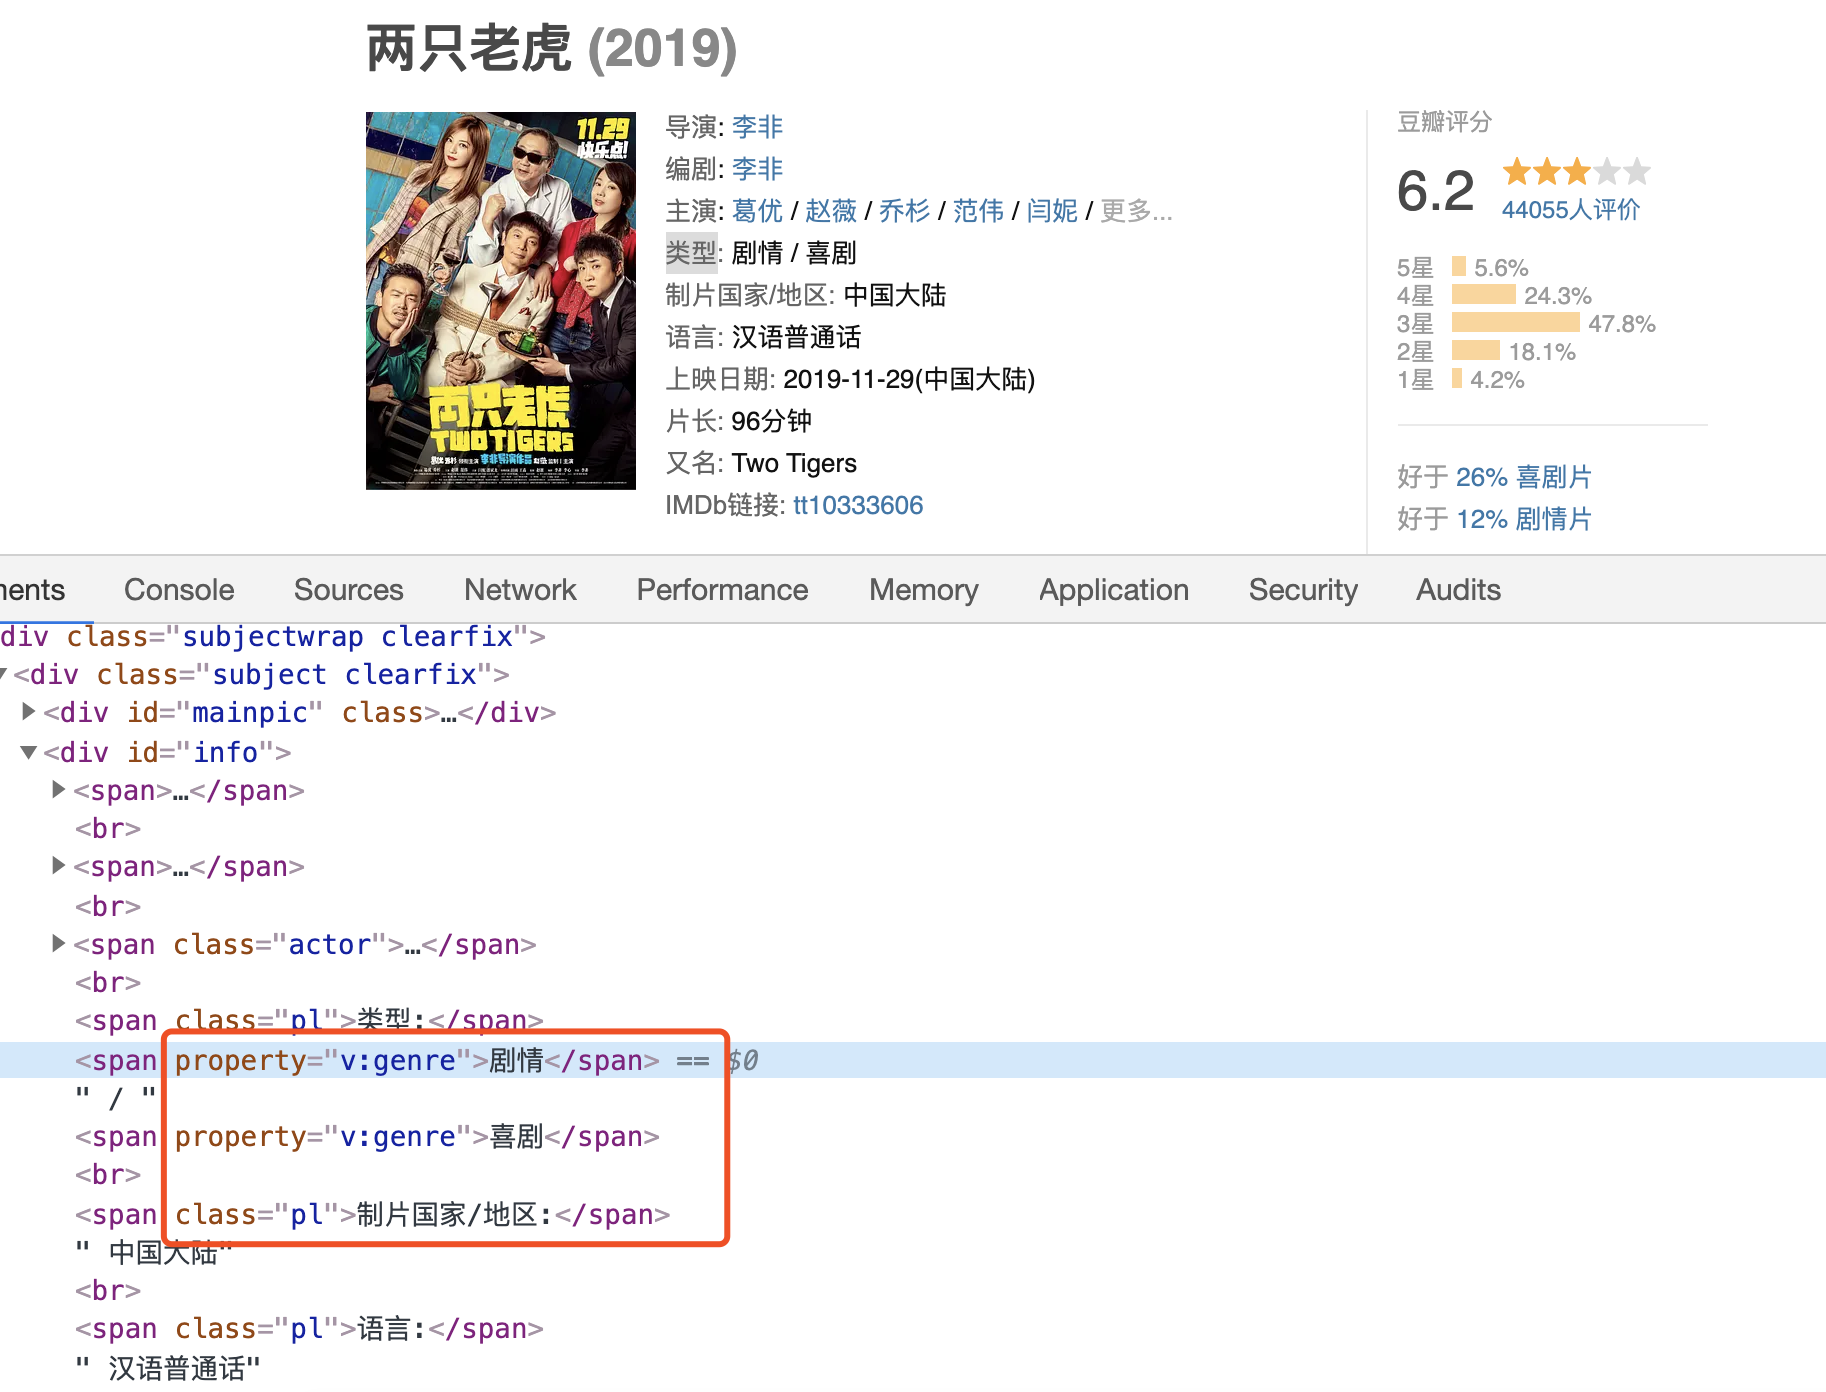 两只老虎 (2019)
11.29
快乐点!
两只老虎
TWO TIGERS
李非导演作品
导演: 李非
编剧: 李非
主演: 葛优 / 赵薇 / 乔杉 / 范伟 / 闫妮 / 更多...
类型: 剧情 / 喜剧
制片国家/地区: 中国大陆
语言: 汉语普通话
上映日期: 2019-11-29(中国大陆)
片长: 96分钟
又名: Two Tigers
IMDb链接: tt10333606
豆瓣评分
6.2
44055人评价
5星 5.6%
4星 24.3%
3星 47.8%
2星 18.1%
1星 4.2%
好于 26% 喜剧片
好于 12% 剧情片
nents Console Sources Network Performance Memory Application Security Audits
div class="subjectwrap clearfix">
<div class="subject clearfix">
<div id="mainpic" class>…</div>
<div id="info">
<span>…</span>
<br>
<span>…</span>
<br>
<span class="actor">…</span>
<br>
<span class="pl">类型:</span>
<span property="v:genre">剧情</span> == $0
" / "
<span property="v:genre">喜剧</span>
<br>
<span class="pl">制片国家/地区:</span>
" 中国大陆"
<br>
<span class="pl">语言:</span>
" 汉语普通话"